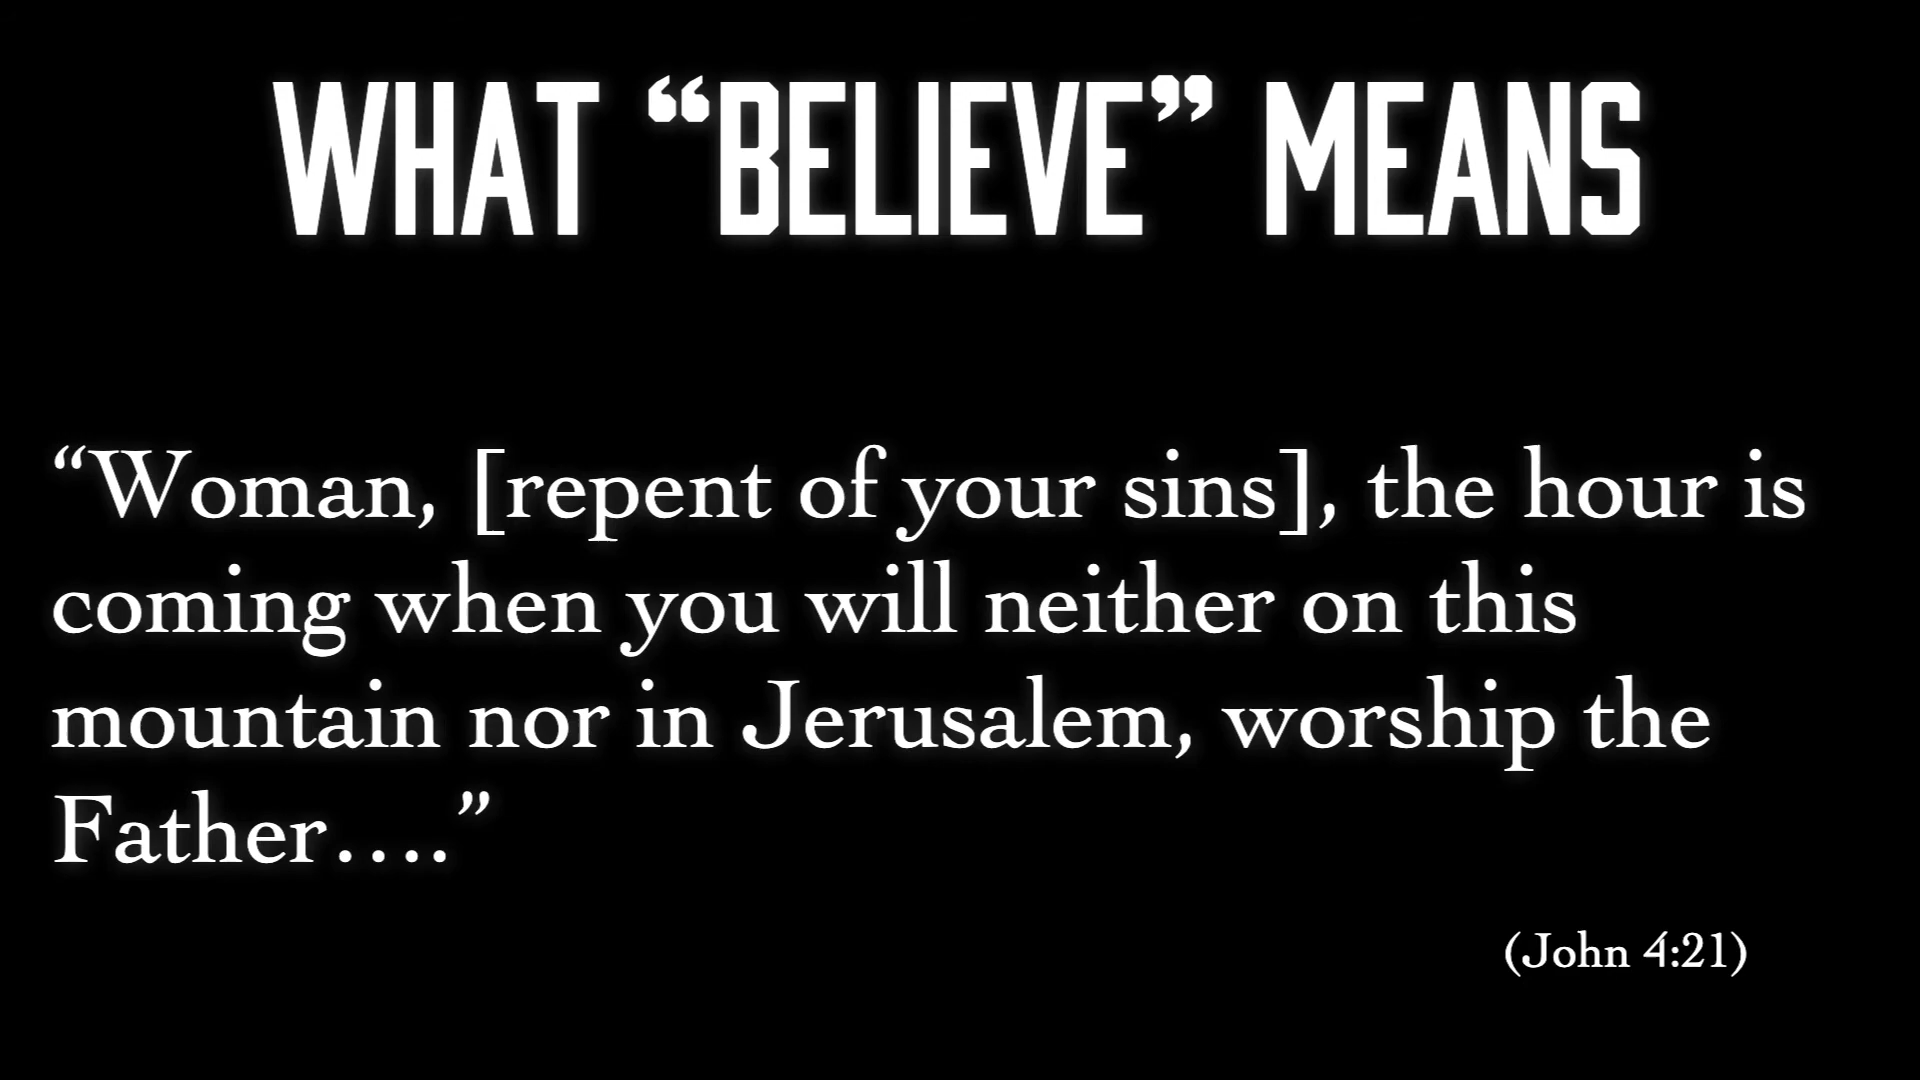 WHAT “BELIEVE” MEANS
“Woman, [repent of your sins], the hour is
coming when you will neither on this
mountain nor in Jerusalem, worship the
Father….”
(John 4:21)